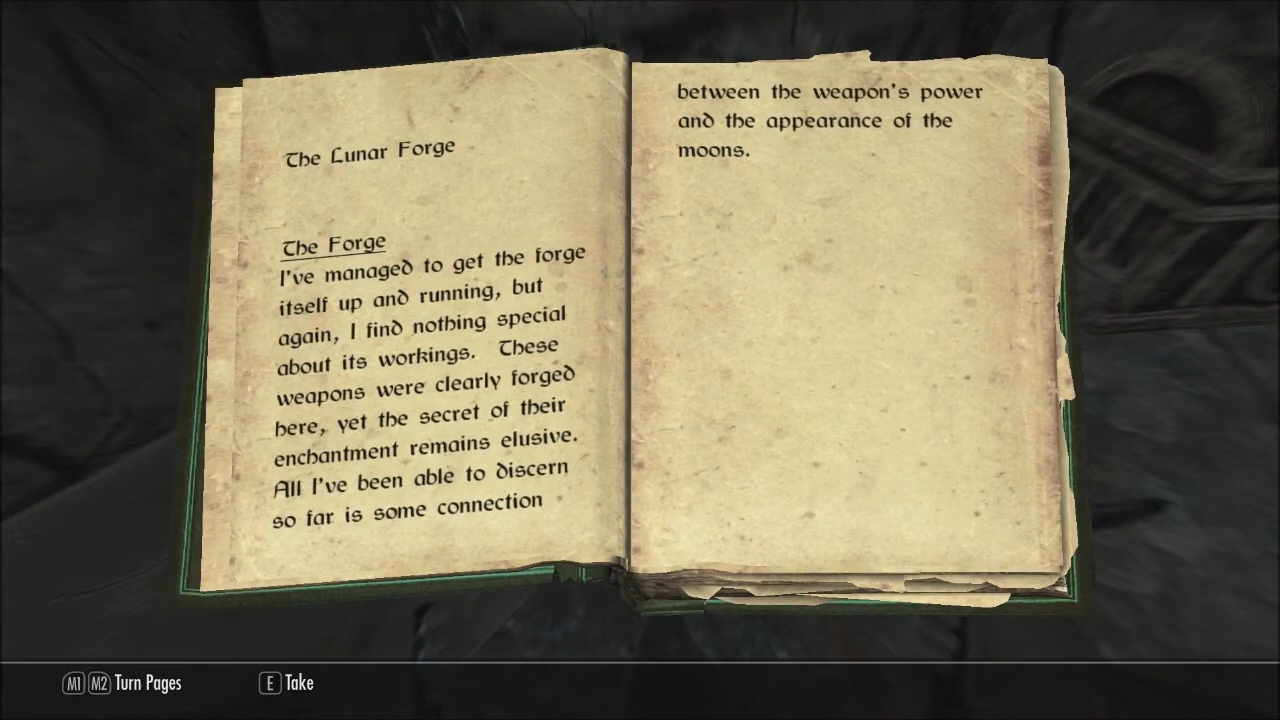 The Lunar Forge
The Forge
I've managed to get the forge
itself up and running, but
again, I find nothing special
about its workings. These
weapons were clearly forged
here, yet the secret of their
enchantment remains elusive.
All I've been able to discern
so far is some connection
between the weapon's power
and the appearance of the
moons.
M1 M2 Turn Pages
E Take